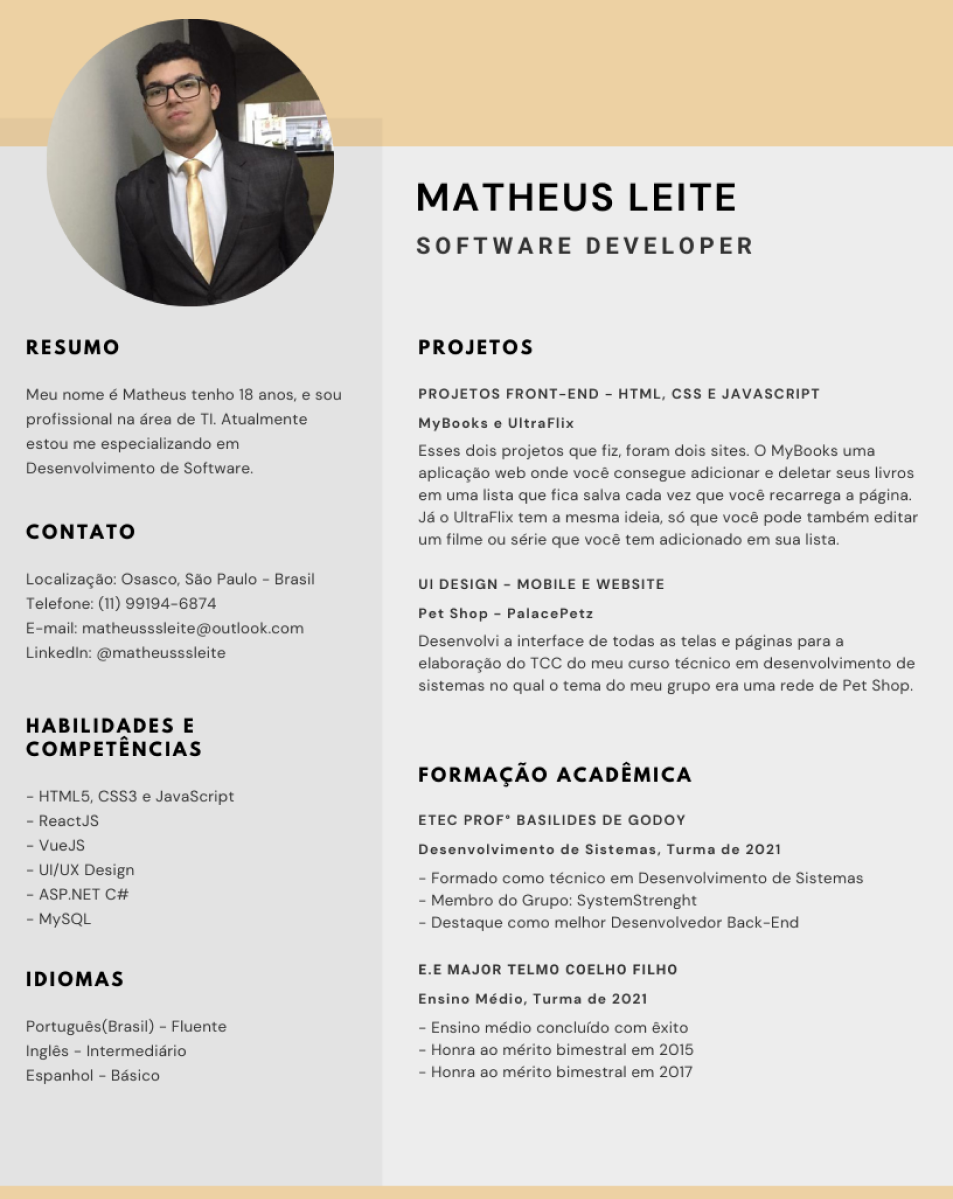 MATHEUS LEITE
SOFTWARE DEVELOPER
RESUMO
Meu nome é Matheus tenho 18 anos, e sou
profissional na área de TI. Atualmente
estou me especializando em
Desenvolvimento de Software.
CONTATO
Localização: Osasco, São Paulo - Brasil
Telefone: (11) 99194-6874
E-mail: matheusssleite@outlook.com
LinkedIn: @matheusssleite
HABILIDADES E
COMPETÊNCIAS
- HTML5, CSS3 e JavaScript
- ReactJS
- VueJS
- UI/UX Design
- ASP.NET C#
- MySQL
IDIOMAS
Português(Brasil) - Fluente
Inglês - Intermediário
Espanhol - Básico
PROJETOS
PROJETOS FRONT-END - HTML, CSS E JAVASCRIPT
MyBooks e UltraFlix
Esses dois projetos que fiz, foram dois sites. O MyBooks uma
aplicação web onde você consegue adicionar e deletar seus livros
em uma lista que fica salva cada vez que você recarrega a página.
Já o UltraFlix tem a mesma ideia, só que você pode também editar
um filme ou série que você tem adicionado em sua lista.
UI DESIGN - MOBILE E WEBSITE
Pet Shop - PalacePetz
Desenvolvi a interface de todas as telas e páginas para a
elaboração do TCC do meu curso técnico em desenvolvimento de
sistemas no qual o tema do meu grupo era uma rede de Pet Shop.
FORMAÇÃO ACADÊMICA
ETEC PROF° BASILIDES DE GODOY
Desenvolvimento de Sistemas, Turma de 2021
- Formado como técnico em Desenvolvimento de Sistemas
- Membro do Grupo: SystemStrenght
- Destaque como melhor Desenvolvedor Back-End
E.E MAJOR TELMO COELHO FILHO
Ensino Médio, Turma de 2021
- Ensino médio concluído com êxito
- Honra ao mérito bimestral em 2015
- Honra ao mérito bimestral em 2017